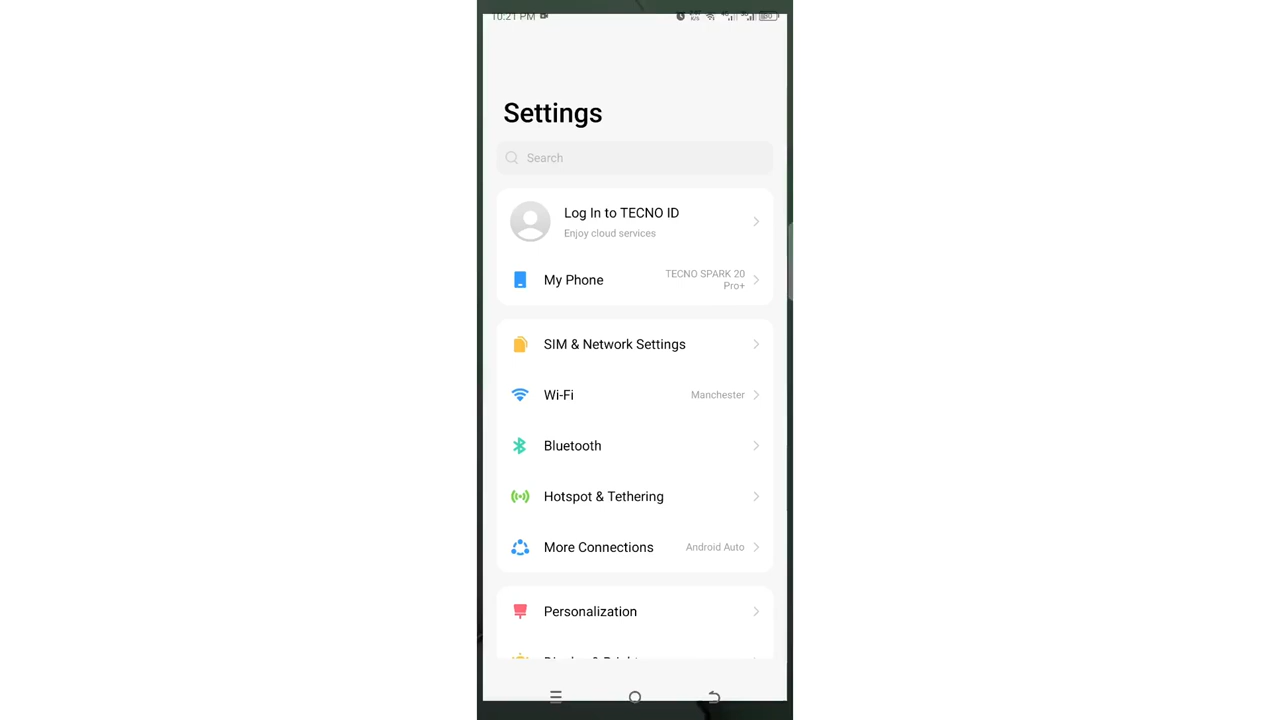 10:21 PM
Settings
Search
Log In to TECNO ID
Enjoy cloud services
My Phone
TECNO SPARK 20
Pro+
SIM & Network Settings
Wi-Fi
Manchester
Bluetooth
Hotspot & Tethering
More Connections
Android Auto
Personalization